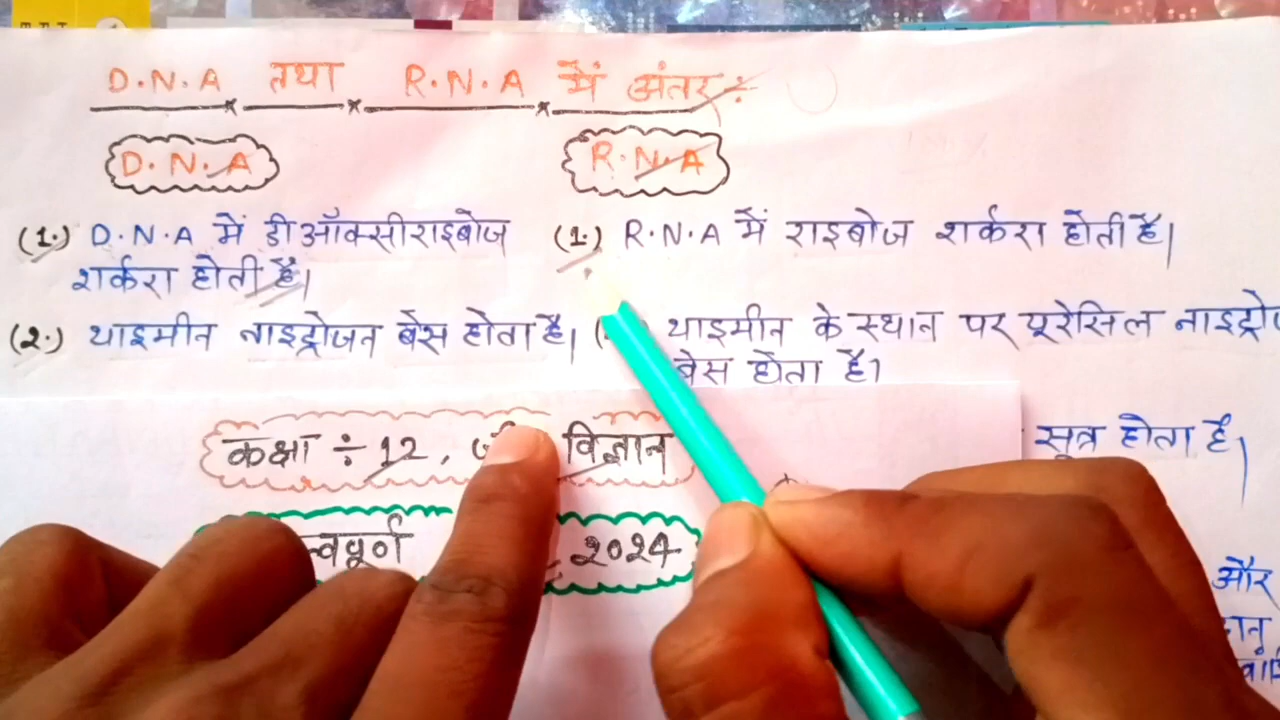 D.N.A तथा R.N.A में अंतर ÷
D.N.A
R.N.A
(1.) D.N.A में डीऑक्सीराइबोज
शर्करा होती है।
(1.) R.N.A में राइबोज शर्करा होती है।
(2.) थाइमीन नाइट्रोजन बेस होता है।
थाइमीन के स्थान पर यूरेसिल
बेस होता है।
सूत्र होता है।
कक्षा ÷ 12, विज्ञान
2024
और